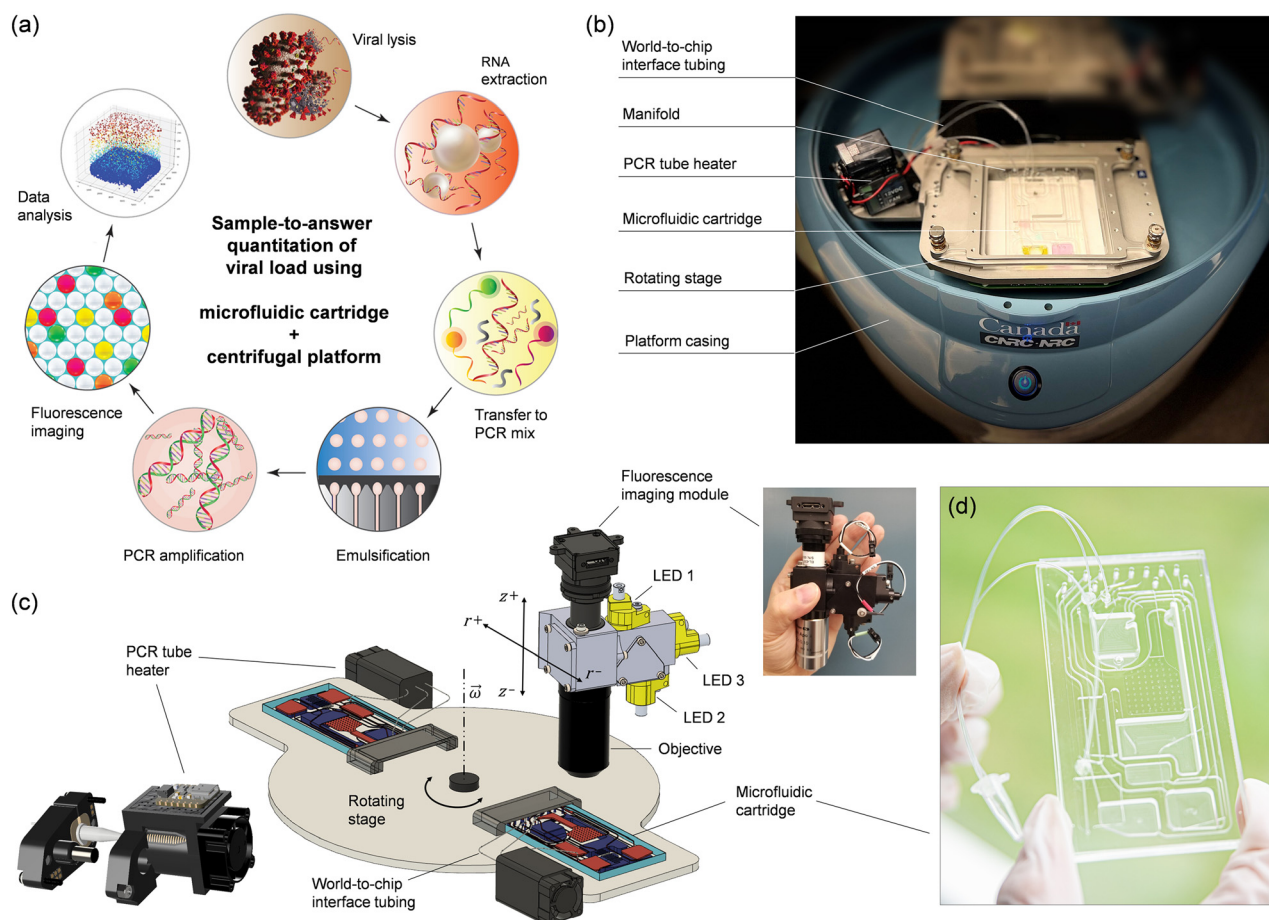 (a)
Viral lysis
RNA
extraction
Transfer to
PCR mix
Emulsification
PCR amplification
Fluorescence
imaging
Data
analysis
Sample-to-answer
quantitation of
viral load using
microfluidic cartridge
+
centrifugal platform
(b)
World-to-chip
interface tubing
Manifold
PCR tube heater
Microfluidic cartridge
Rotating stage
Platform casing
Canada
CNRC-NRC
(c)
PCR tube
heater
Fluorescence
imaging module
LED 1
LED 3
LED 2
z+
r+
r-
z-
ω
Objective
Rotating
stage
Microfluidic
cartridge
World-to-chip
interface tubing
(d)